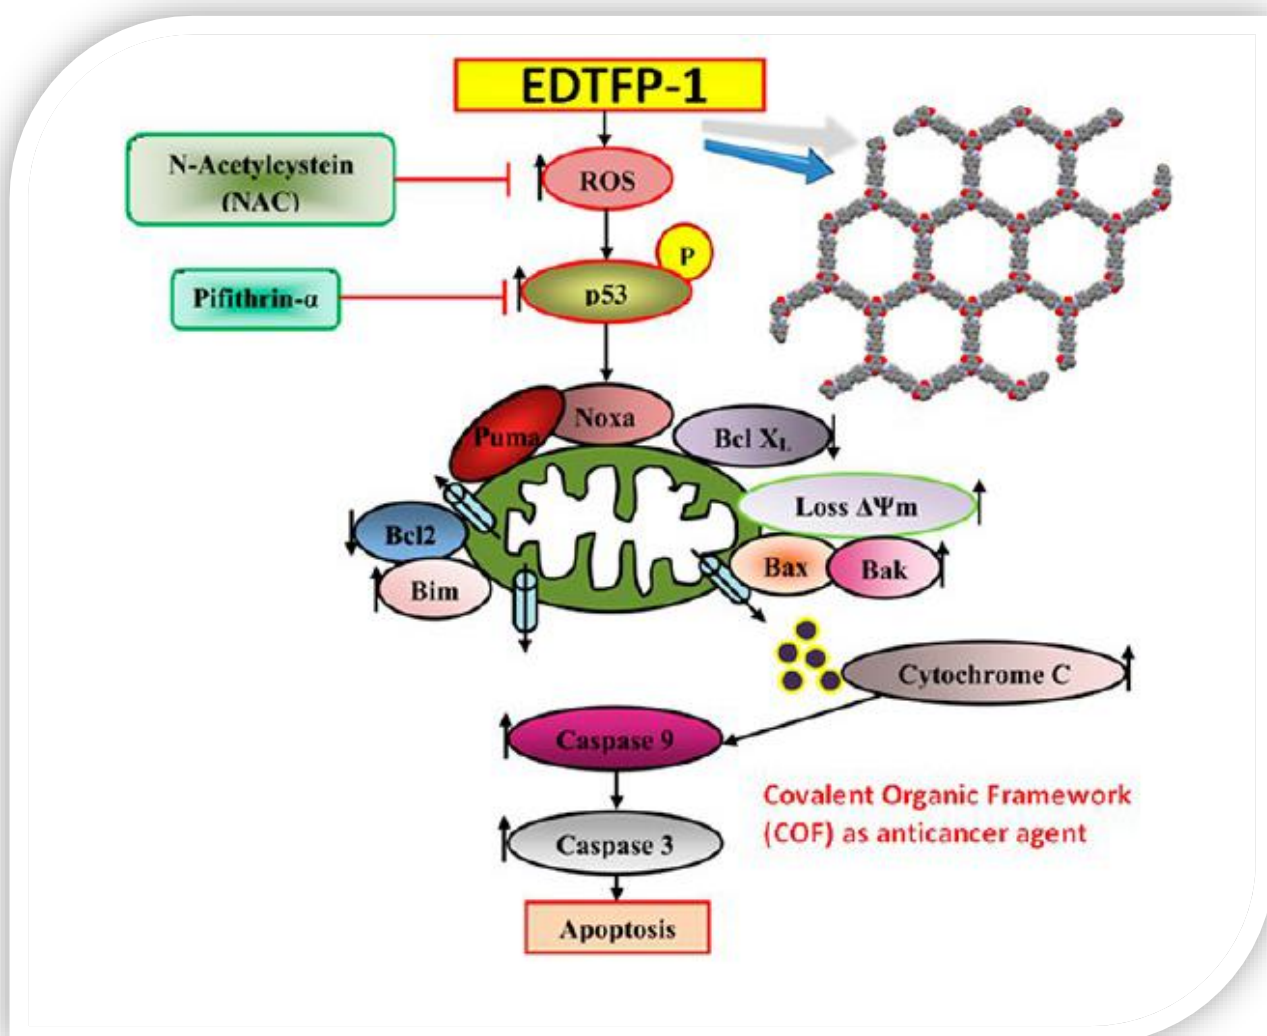 EDTFP-1
N-Acetylcystein
(NAC)
ROS
P
Pifithrin-α
p53
Puma
Noxa
Bcl XL
Loss ΔΨm
Bcl2
Bax
Bak
Bim
Cytochrome C
Caspase 9
Covalent Organic Framework
(COF) as anticancer agent
Caspase 3
Apoptosis